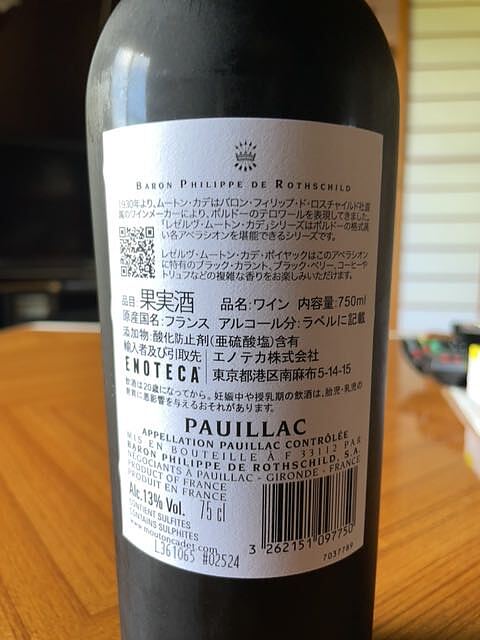 BARON PHILIPPE DE ROTHSCHILD
1930年より、ムートン・カデはバロン・フィリップ・ド・ロスチャイルド社直
属のワインメーカーにより、ボルドーのテロワールを表現してきました。
「レゼルヴ・ムートン・カデ」シリーズはボルドーの格式高
い各アペラシオンを堪能できるシリーズです。
レゼルヴ・ムートン・カデ・ポイヤックはこのアペラシオン
に特有のブラック・カラント、ブラック・ベリー、コーヒーや
トリュフなどの複雑な香りをお楽しみいただけます。
品目:果実酒 品名:ワイン 内容量:750ml
原産国名:フランス アルコール分:ラベルに記載
添加物:酸化防止剤(亜硫酸塩)含有
輸入者及び引取先 エノテカ株式会社
ENOTECA 東京都港区南麻布5-14-15
飲酒は20歳になってから。妊娠中や授乳期の飲酒は、胎児・乳児の
発育に悪影響を与えるおそれがあります。
PAUILLAC
APPELLATION PAUILLAC CONTRÔLÉE
MIS EN BOUTEILLE À F 33112 PAR
BARON PHILIPPE DE ROTHSCHILD, S.A.
NÉGOCIANTS À PAUILLAC - GIRONDE - FRANCE
PRODUCT OF FRANCE
PRODUIT EN FRANCE
Alc.13% Vol. 75 cl
CONTIENT SULFITES
CONTAINS SULPHITES
www.moutoncadet.com
L361065 #02524
3 262151 097750
7037789